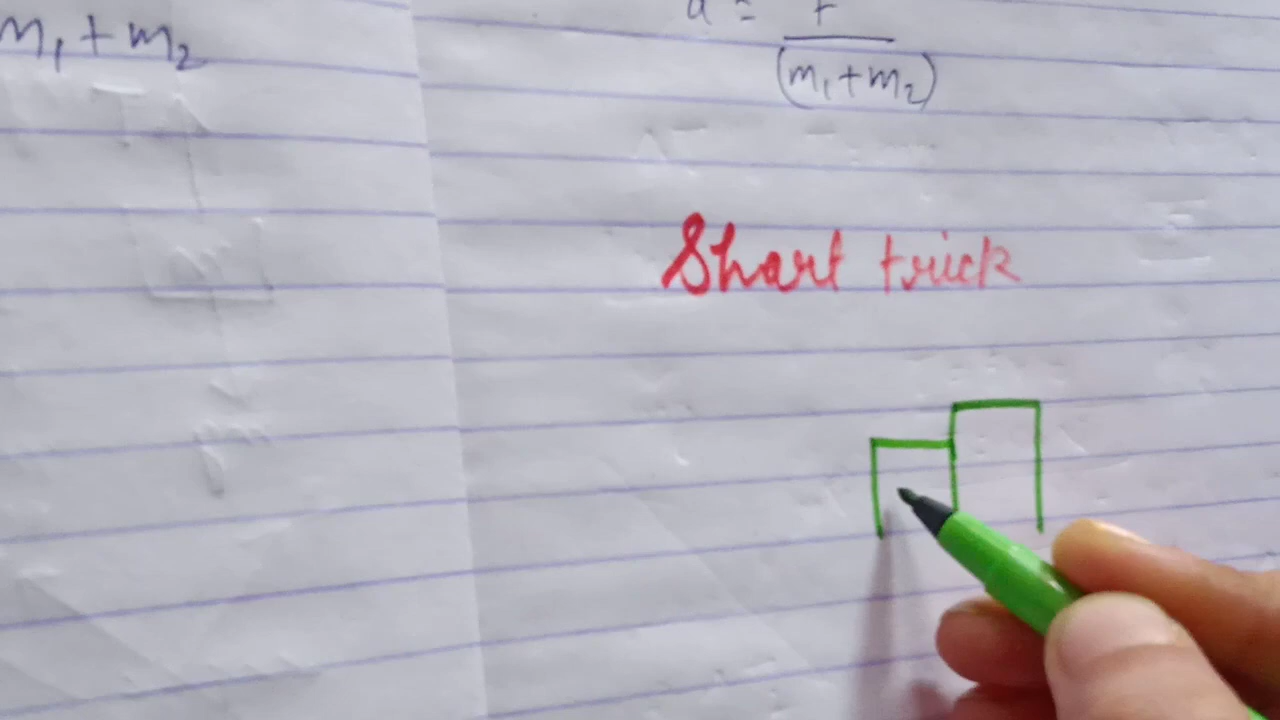 m₁ + m₂
a = F
(m₁+m₂)
Short trick